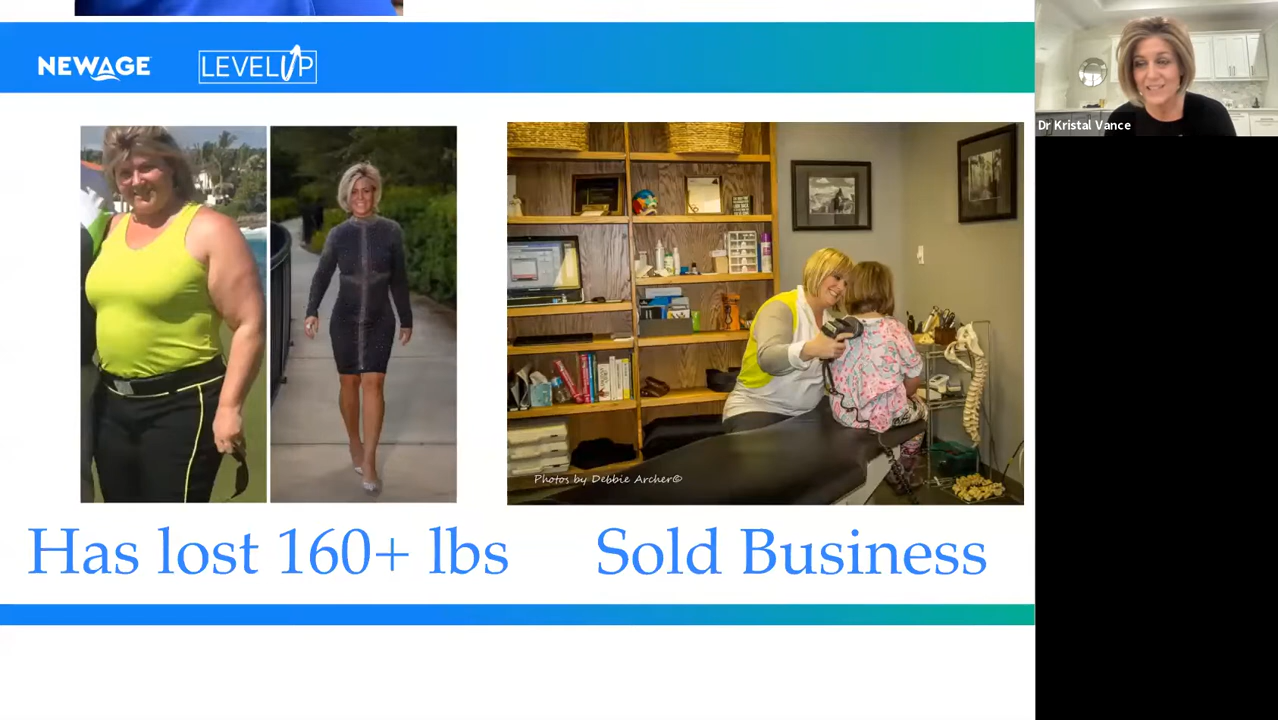 NEWAGE
LEVELUP
Dr Kristal Vance
Photos by Debbie Archer©
Has lost 160+ lbs
Sold Business